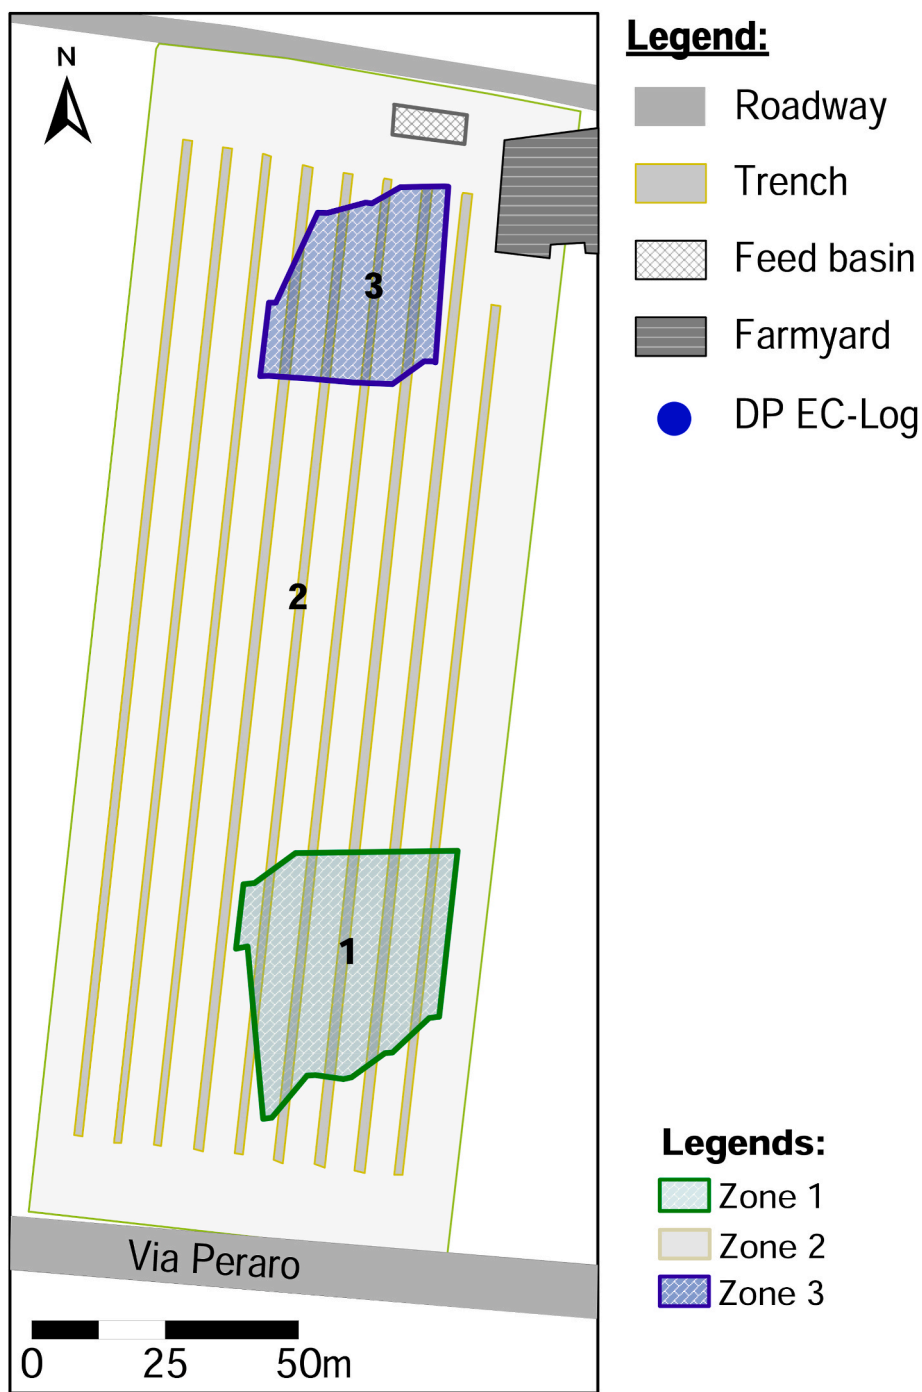 N
Legend:
Roadway
Trench
Feed basin
Farmyard
DP EC-Log
3
2
1
Legends:
Zone 1
Zone 2
Zone 3
Via Peraro
0 25 50m